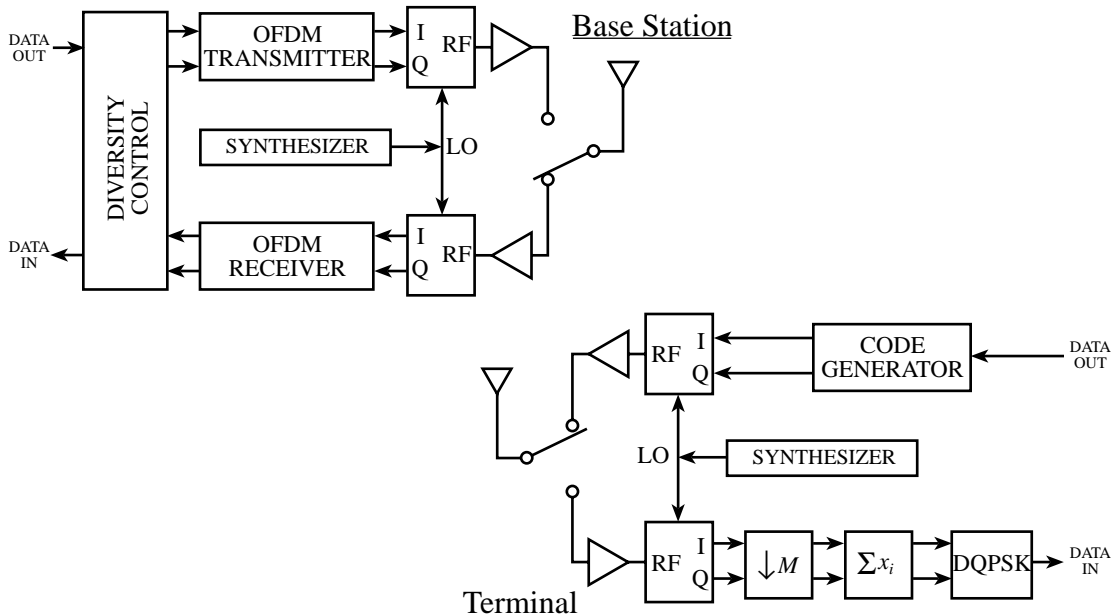 Base Station
DATA
OUT
DIVERSITY
CONTROL
OFDM
TRANSMITTER
I
Q
RF
SYNTHESIZER
LO
DATA
IN
OFDM
RECEIVER
I
Q
RF
RF
I
Q
CODE
GENERATOR
DATA
OUT
LO
SYNTHESIZER
RF
I
Q
↓M
∑xᵢ
DQPSK
DATA
IN
Terminal